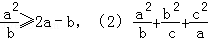 a²/b⩾2a-b, (2) a²/b+b²/c+c²/a